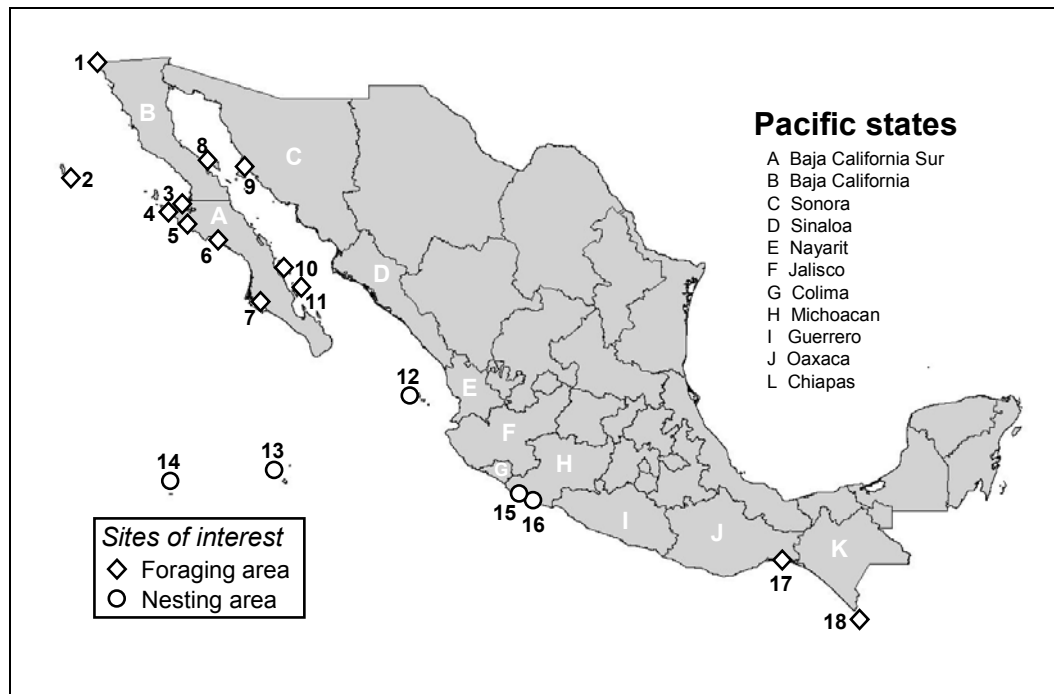 1
B
8
C
9
2
3
4
A
5
6
10
11
7
D
12
E
F
13
14
G
H
15
16
I
J
K
17
18
Pacific states
A Baja California Sur
B Baja California
C Sonora
D Sinaloa
E Nayarit
F Jalisco
G Colima
H Michoacan
I Guerrero
J Oaxaca
L Chiapas
Sites of interest
Foraging area
Nesting area